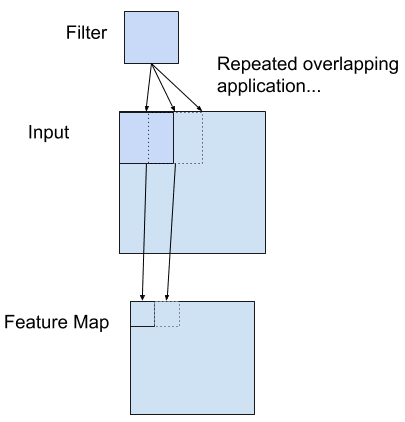 Filter
Repeated overlapping
application...
Input
Feature Map